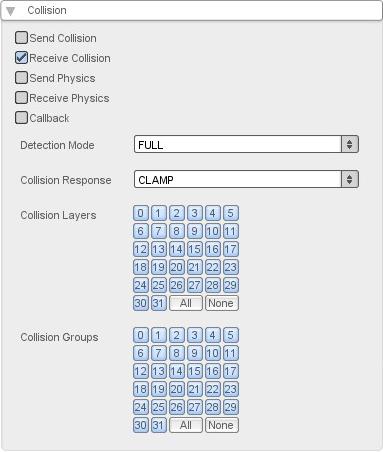 Collision
Send Collision
Receive Collision
Send Physics
Receive Physics
Callback
Detection Mode FULL
Collision Response CLAMP
Collision Layers 0 1 2 3 4 5
6 7 8 9 10 11
12 13 14 15 16 17
18 19 20 21 22 23
24 25 26 27 28 29
30 31 All None
Collision Groups 0 1 2 3 4 5
6 7 8 9 10 11
12 13 14 15 16 17
18 19 20 21 22 23
24 25 26 27 28 29
30 31 All None